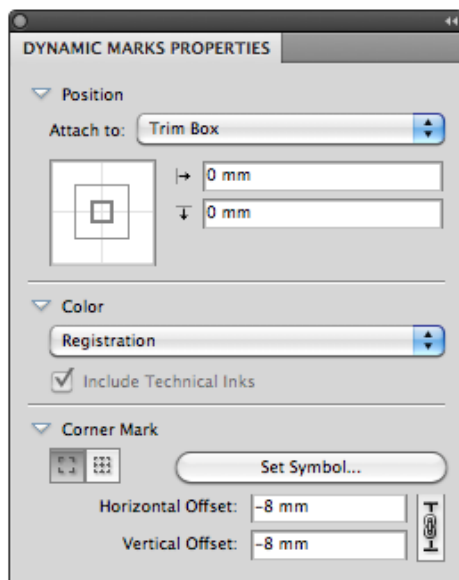 DYNAMIC MARKS PROPERTIES
Position
Attach to: Trim Box
0 mm
0 mm
Color
Registration
Include Technical Inks
Corner Mark
Set Symbol...
Horizontal Offset: -8 mm
Vertical Offset: -8 mm